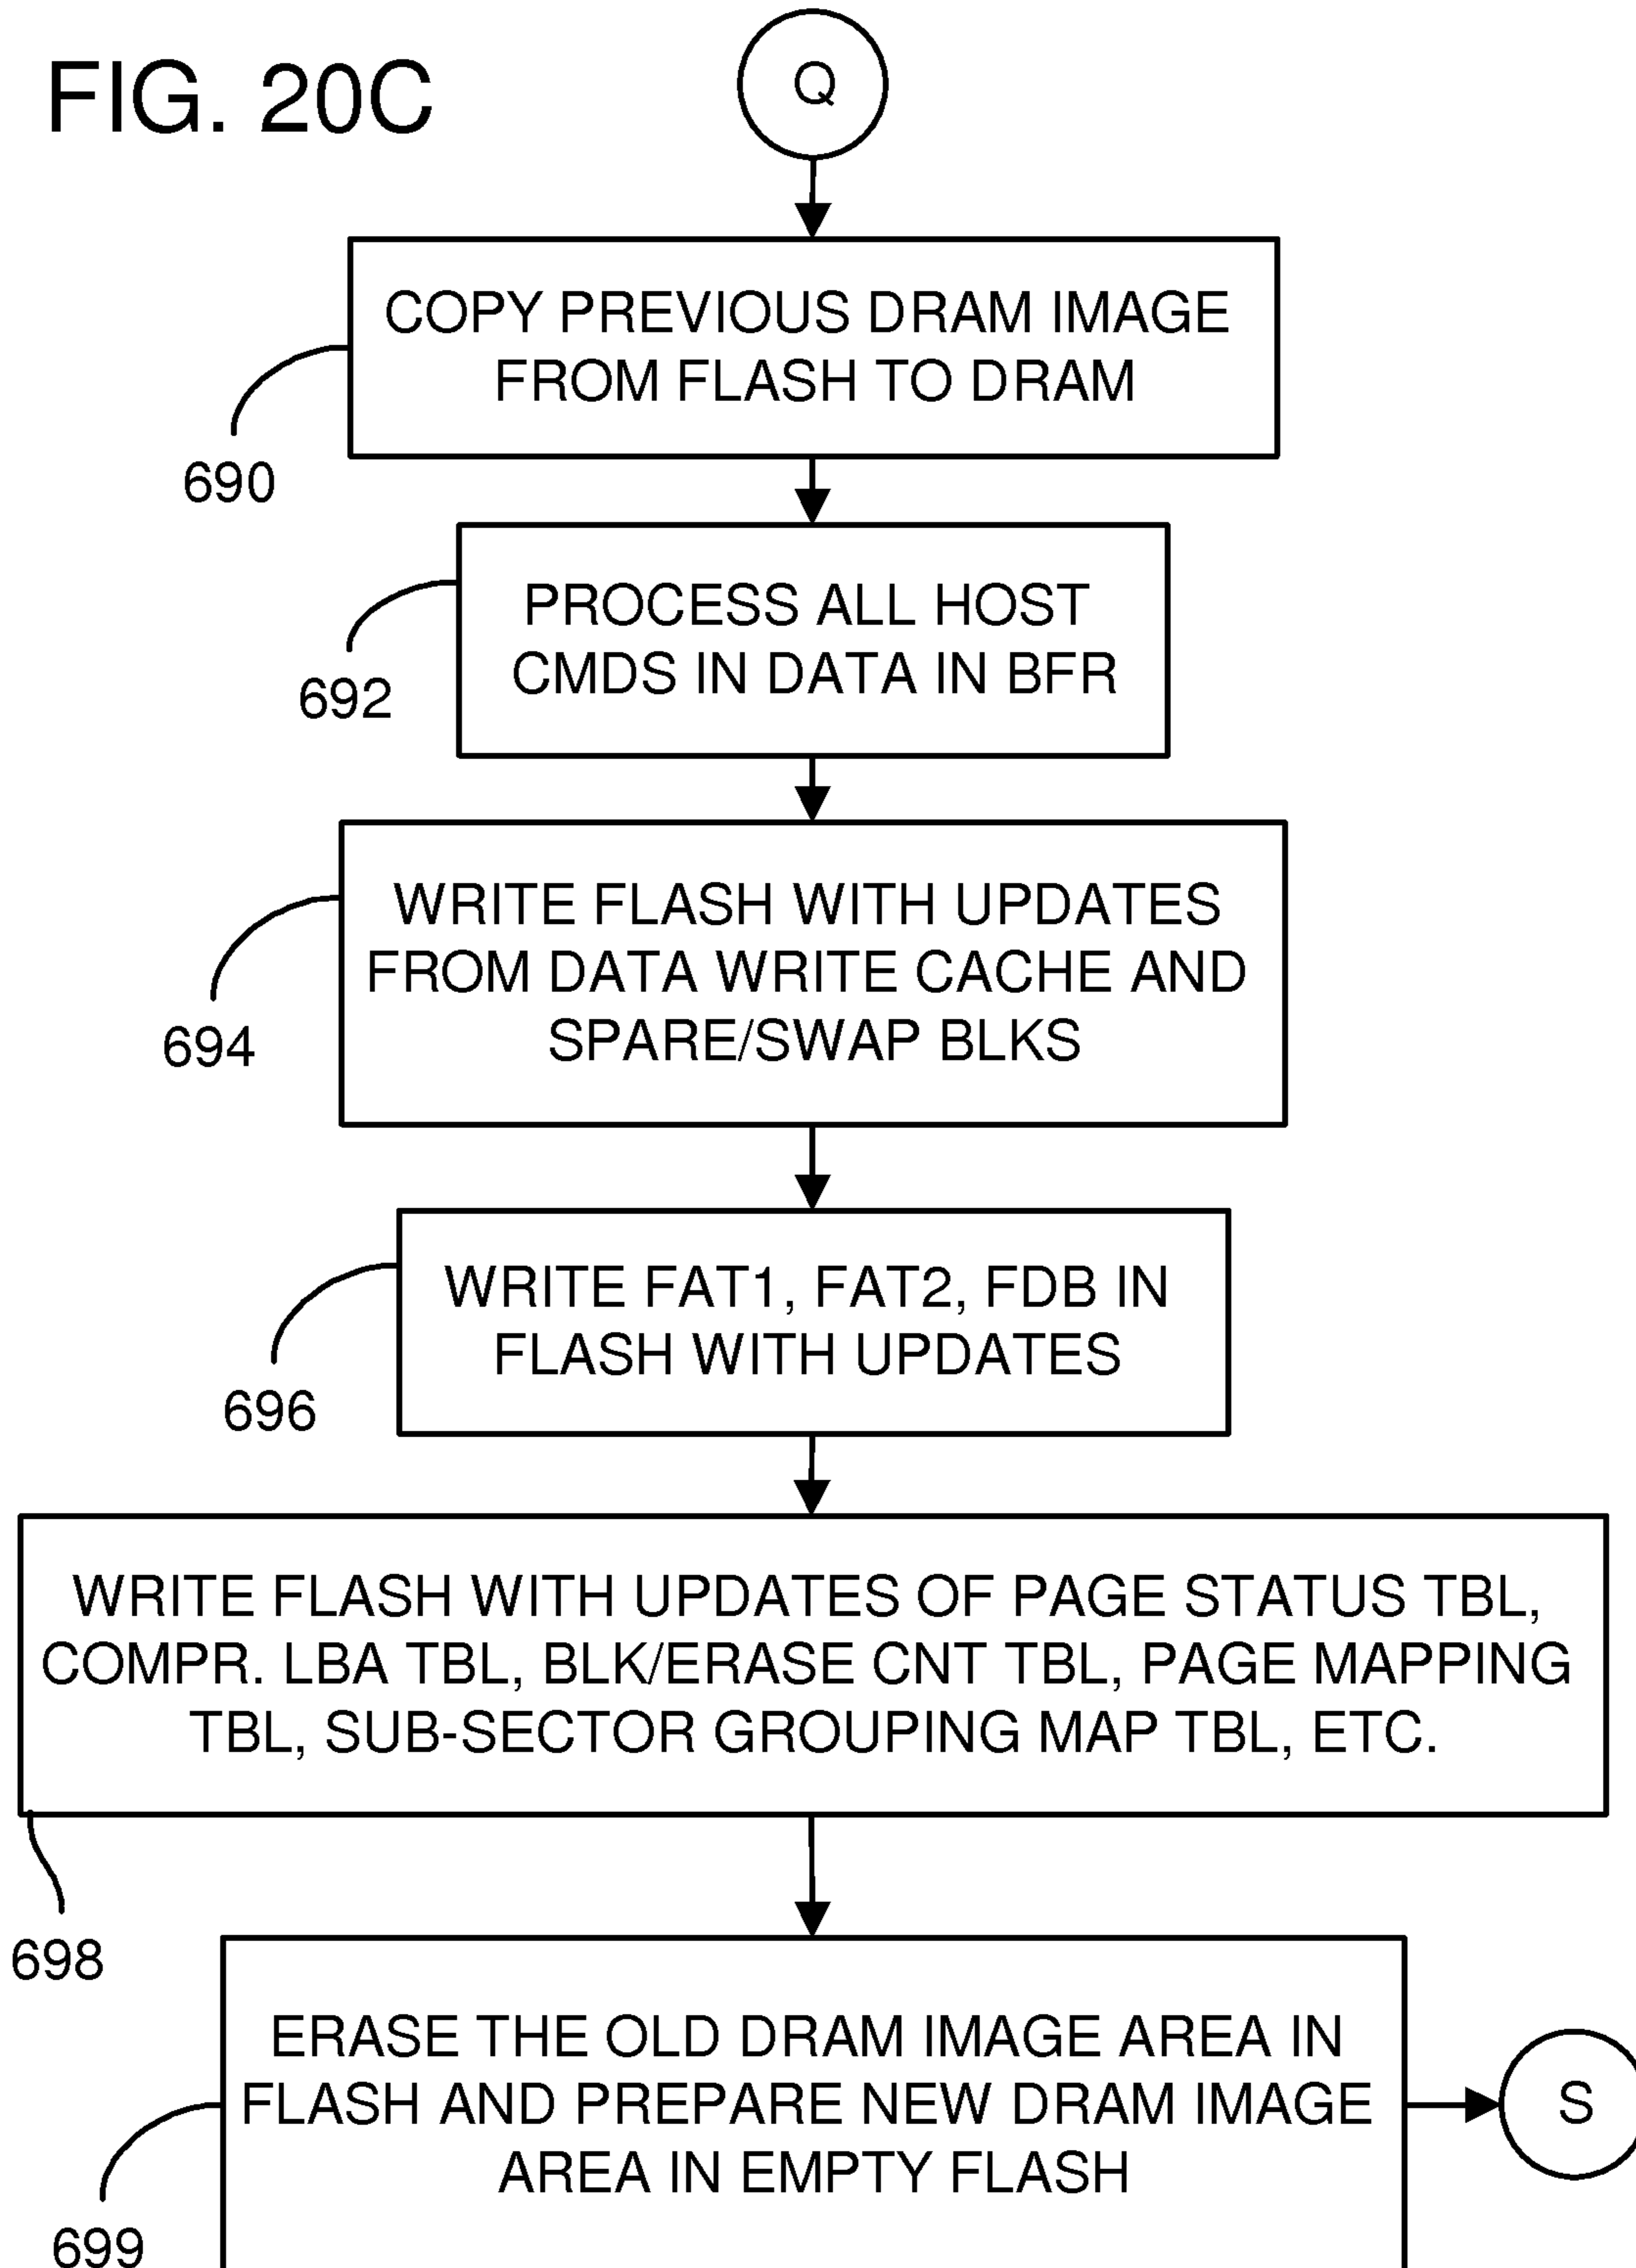 FIG. 20C
Q
COPY PREVIOUS DRAM IMAGE
FROM FLASH TO DRAM
690
PROCESS ALL HOST
CMDS IN DATA IN BFR
692
WRITE FLASH WITH UPDATES
FROM DATA WRITE CACHE AND
SPARE/SWAP BLKS
694
WRITE FAT1, FAT2, FDB IN
FLASH WITH UPDATES
696
WRITE FLASH WITH UPDATES OF PAGE STATUS TBL,
COMPR. LBA TBL, BLK/ERASE CNT TBL, PAGE MAPPING
TBL, SUB-SECTOR GROUPING MAP TBL, ETC.
698
ERASE THE OLD DRAM IMAGE AREA IN
FLASH AND PREPARE NEW DRAM IMAGE
AREA IN EMPTY FLASH
S
699